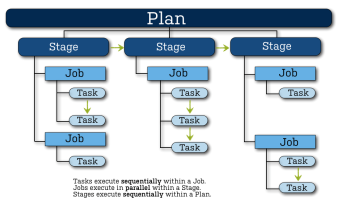 Plan
Stage
Stage
Stage
Job
Task
Task
Job
Task
Job
Task
Task
Task
Job
Task
Job
Task
Task
Tasks execute sequentially within a Job.
Jobs execute in parallel within a Stage.
Stages execute sequentially within a Plan.